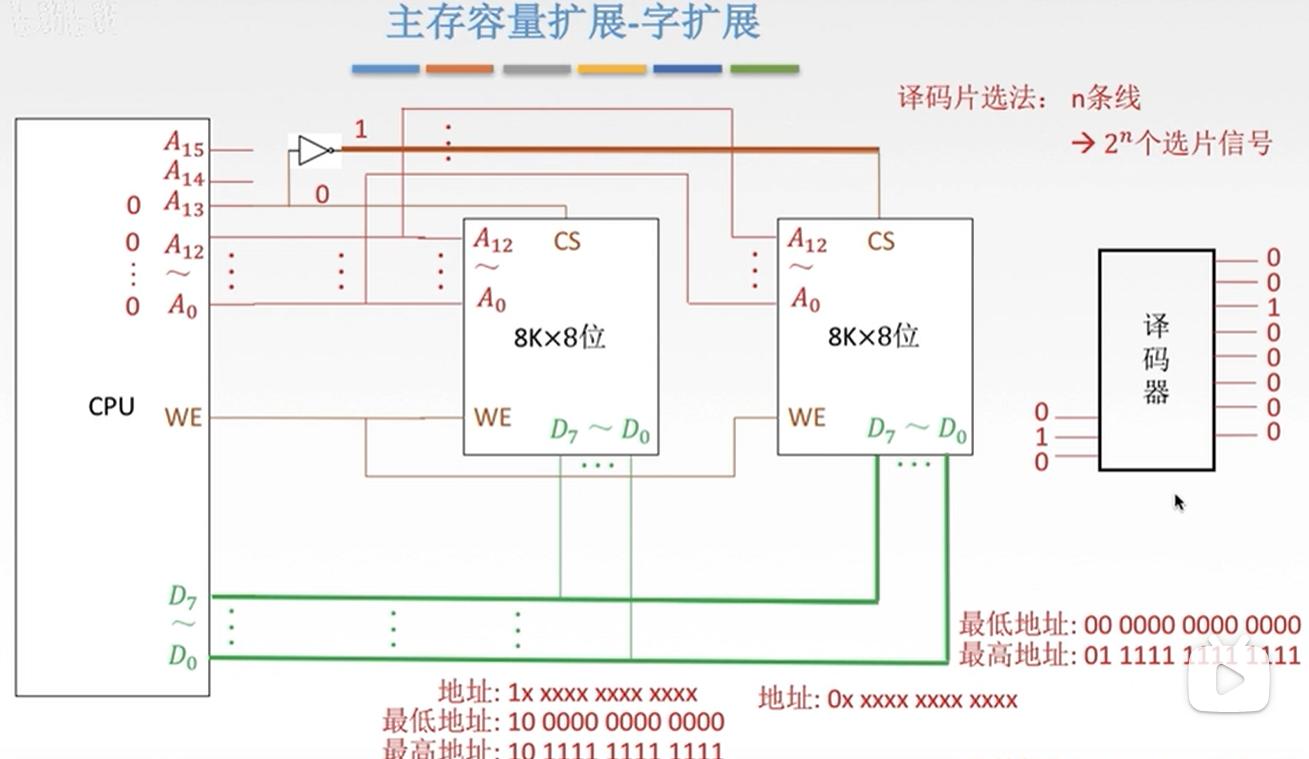 主存容量扩展-字扩展
译码片选法： n条线
→ 2ⁿ个选片信号
A₁₅
1
A₁₄
0 A₁₃
0
0 A₁₂
⋮ ~
0 A₀
A₁₂ CS
~
A₀
8K×8位
WE
D₇ ~ D₀
…
A₁₂ CS
~
A₀
8K×8位
WE
D₇ ~ D₀
…
CPU WE
D₇
~
D₀
译
码
器
0
0
1
0
0
0
0
0
0
1
0
最低地址: 00 0000 0000 0000
最高地址: 01 1111 1111 1111
地址: 1x xxxx xxxx xxxx
最低地址: 10 0000 0000 0000
最高地址: 10 1111 1111 1111
地址: 0x xxxx xxxx xxxx